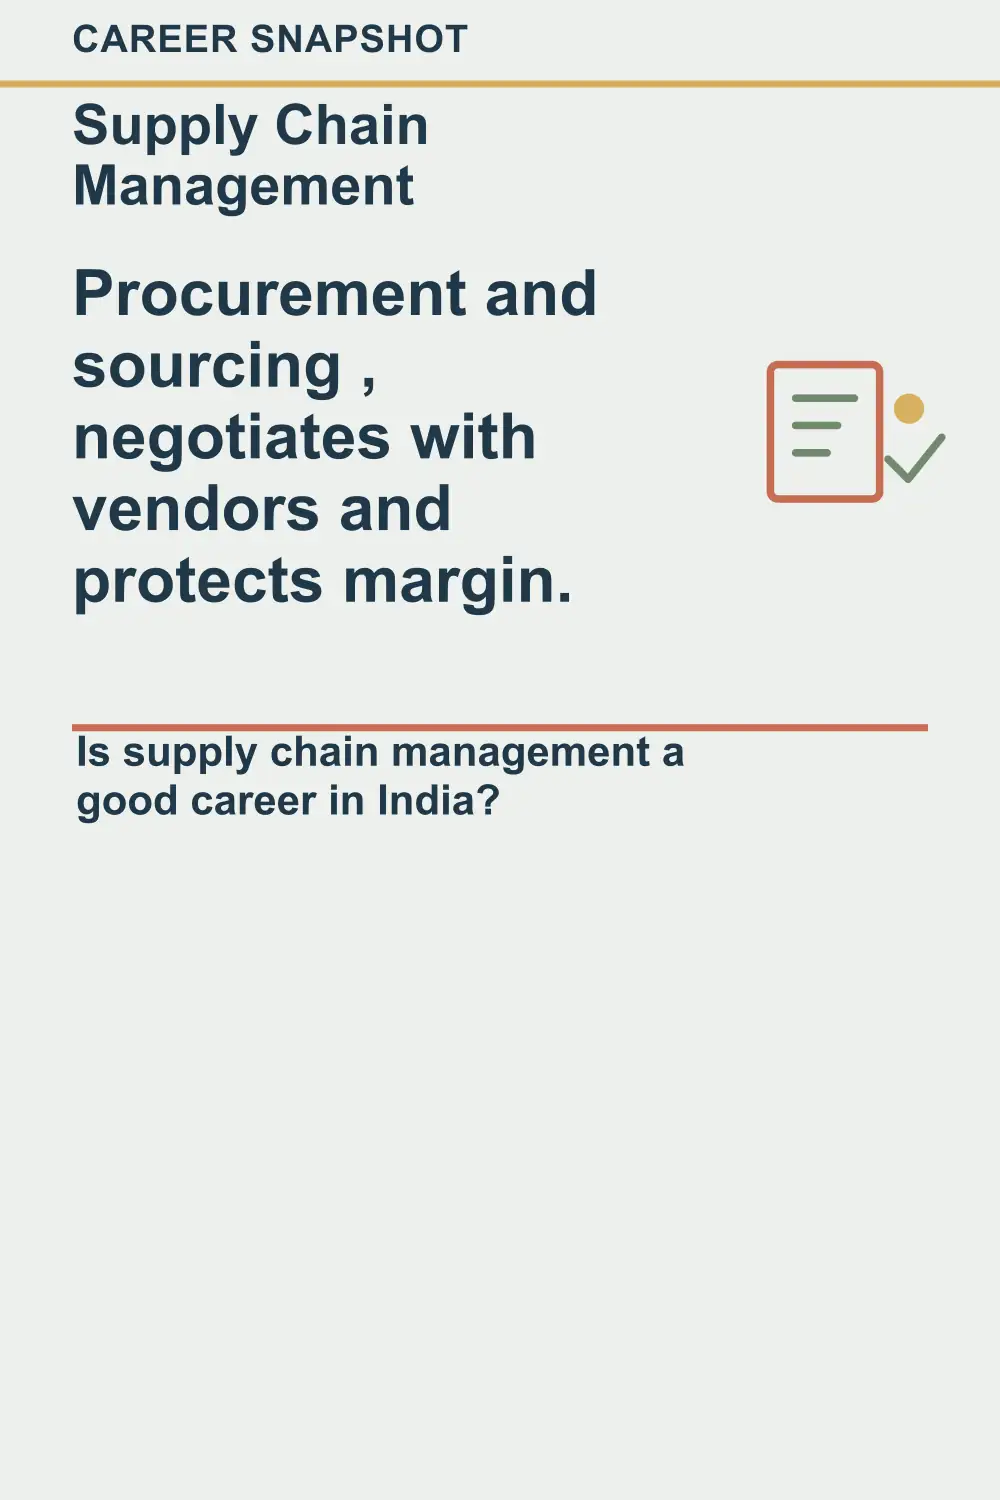 CAREER SNAPSHOT
Supply Chain
Management
Procurement and
sourcing ,
negotiates with
vendors and
protects margin.
Is supply chain management a
good career in India?